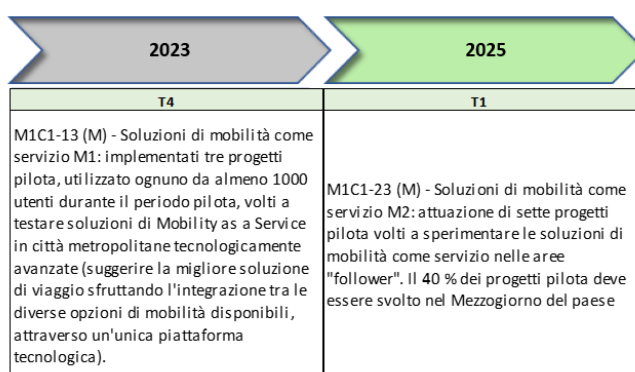 2023
2025
T4
T1
M1C1-13 (M) - Soluzioni di mobilità come
servizio M1: implementati tre progetti
pilota, utilizzato ognuno da almeno 1000
utenti durante il periodo pilota, volti a
testare soluzioni di Mobility as a Service
in città metropolitane tecnologicamente
avanzate (suggerire la migliore soluzione
di viaggio sfruttando l'integrazione tra le
diverse opzioni di mobilità disponibili,
attraverso un'unica piattaforma
tecnologica).
M1C1-23 (M) - Soluzioni di mobilità come
servizio M2: attuazione di sette progetti
pilota volti a sperimentare le soluzioni di
mobilità come servizio nelle aree
"follower". Il 40 % dei progetti pilota deve
essere svolto nel Mezzogiorno del paese